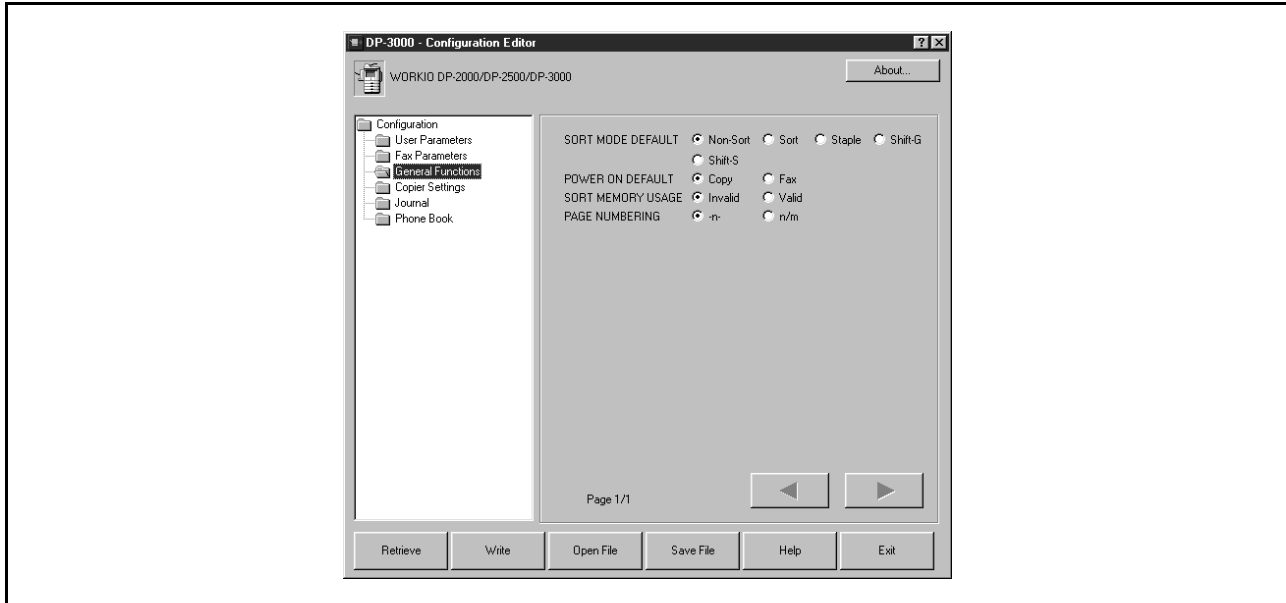 DP-3000 - Configuration Editor
WORKIO DP-2000/DP-2500/DP-3000
About...
Configuration
User Parameters
Fax Parameters
General Functions
Copier Settings
Journal
Phone Book
SORT MODE DEFAULT Non-Sort Sort Staple Shift-G
Shift-S
POWER ON DEFAULT Copy Fax
SORT MEMORY USAGE Invalid Valid
PAGE NUMBERING -n- n/m
Page 1/1
Retrieve Write Open File Save File Help Exit